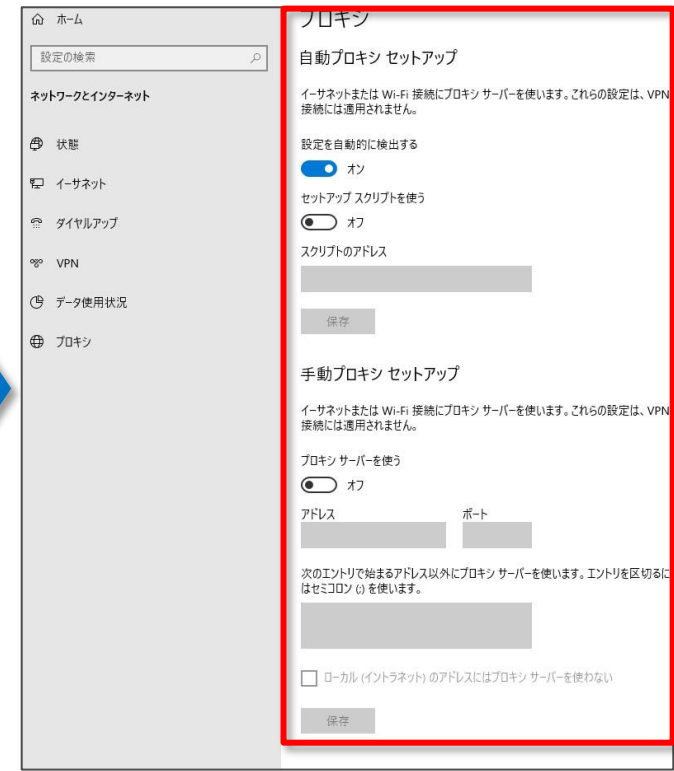 ホーム
設定の検索
ネットワークとインターネット
状態
イーサネット
ダイヤルアップ
VPN
データ使用状況
プロキシ
プロキシ
自動プロキシ セットアップ
イーサネットまたは Wi-Fi 接続にプロキシ サーバーを使います。これらの設定は、VPN
接続には適用されません。
設定を自動的に検出する
オン
セットアップ スクリプトを使う
オフ
スクリプトのアドレス
保存
手動プロキシ セットアップ
イーサネットまたは Wi-Fi 接続にプロキシ サーバーを使います。これらの設定は、VPN
接続には適用されません。
プロキシ サーバーを使う
オフ
アドレス ポート
次のエントリで始まるアドレス以外にプロキシ サーバーを使います。エントリを区切るに
はセミコロン (;) を使います。
ローカル (イントラネット) のアドレスにはプロキシ サーバーを使わない
保存